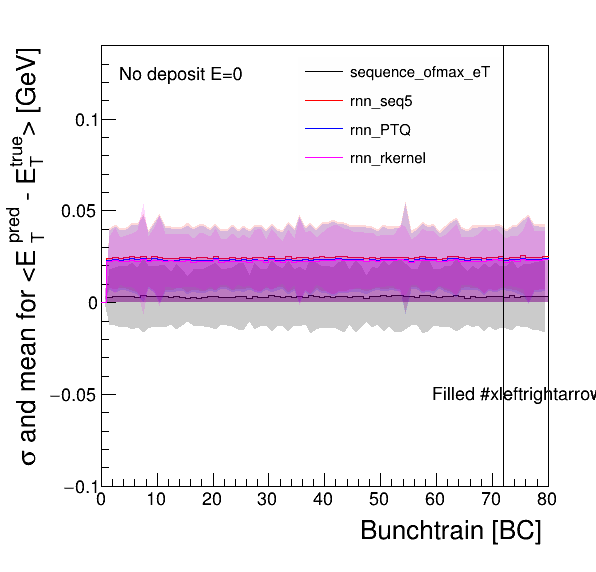 No deposit E=0
sequence_ofmax_eT
rnn_seq5
rnn_PTQ
rnn_rkernel
σ and mean for <E_T^pred - E_T^true> [GeV]
0.1
0.05
0
−0.05
−0.1
Filled #xleftrightarrow
0 10 20 30 40 50 60 70 80
Bunchtrain [BC]